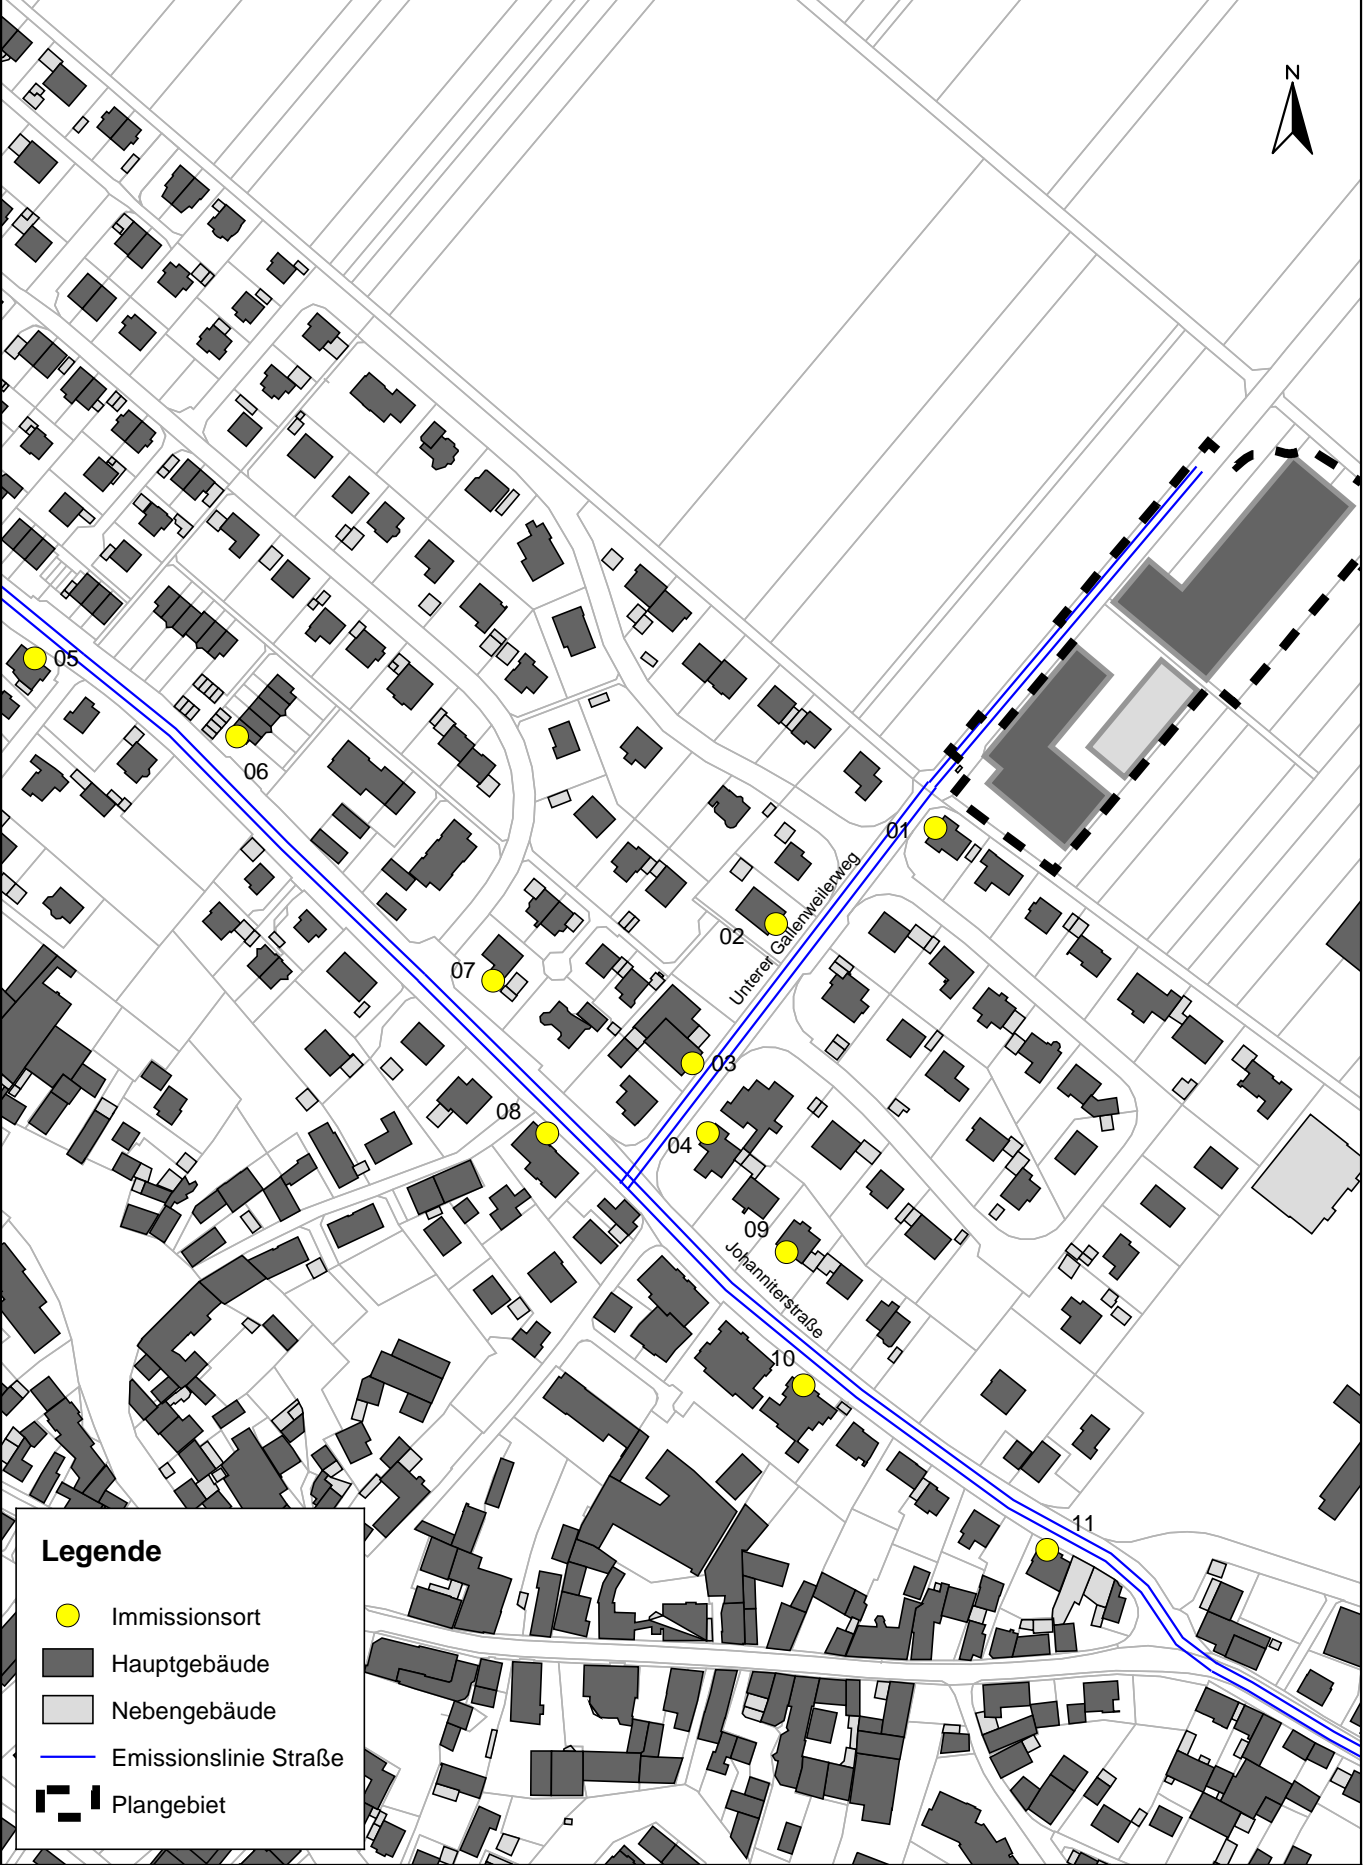 N
05
06
01
02
Unterer Gallenweilerweg
07
03
08
04
09
Johanniterstraße
10
11
Legende
Immissionsort
Hauptgebäude
Nebengebäude
Emissionslinie Straße
Plangebiet